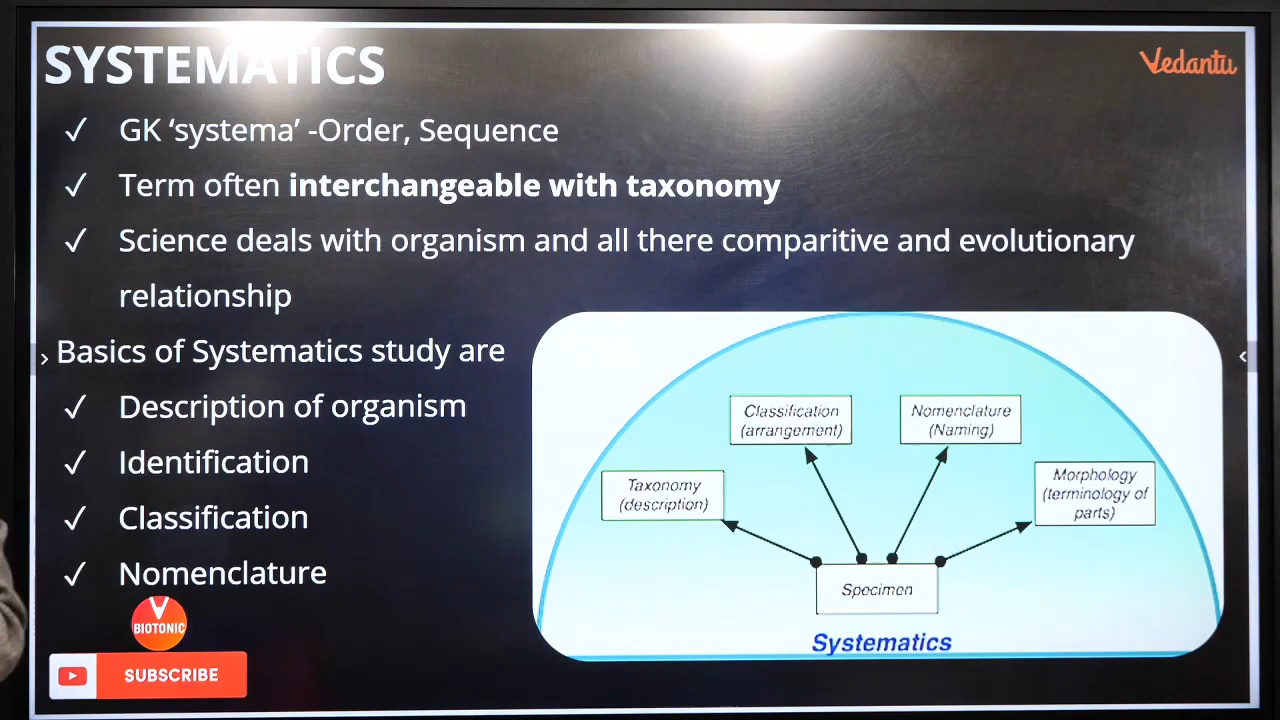 SYSTEMATICS
Vedantu
✓ GK ‘systema’ -Order, Sequence
✓ Term often interchangeable with taxonomy
✓ Science deals with organism and all there comparitive and evolutionary
relationship
› Basics of Systematics study are
✓ Description of organism
✓ Identification
✓ Classification
✓ Nomenclature
Classification
(arrangement)
Nomenclature
(Naming)
Taxonomy
(description)
Morphology
(terminology of
parts)
Specimen
Systematics
V
BIOTONIC
SUBSCRIBE